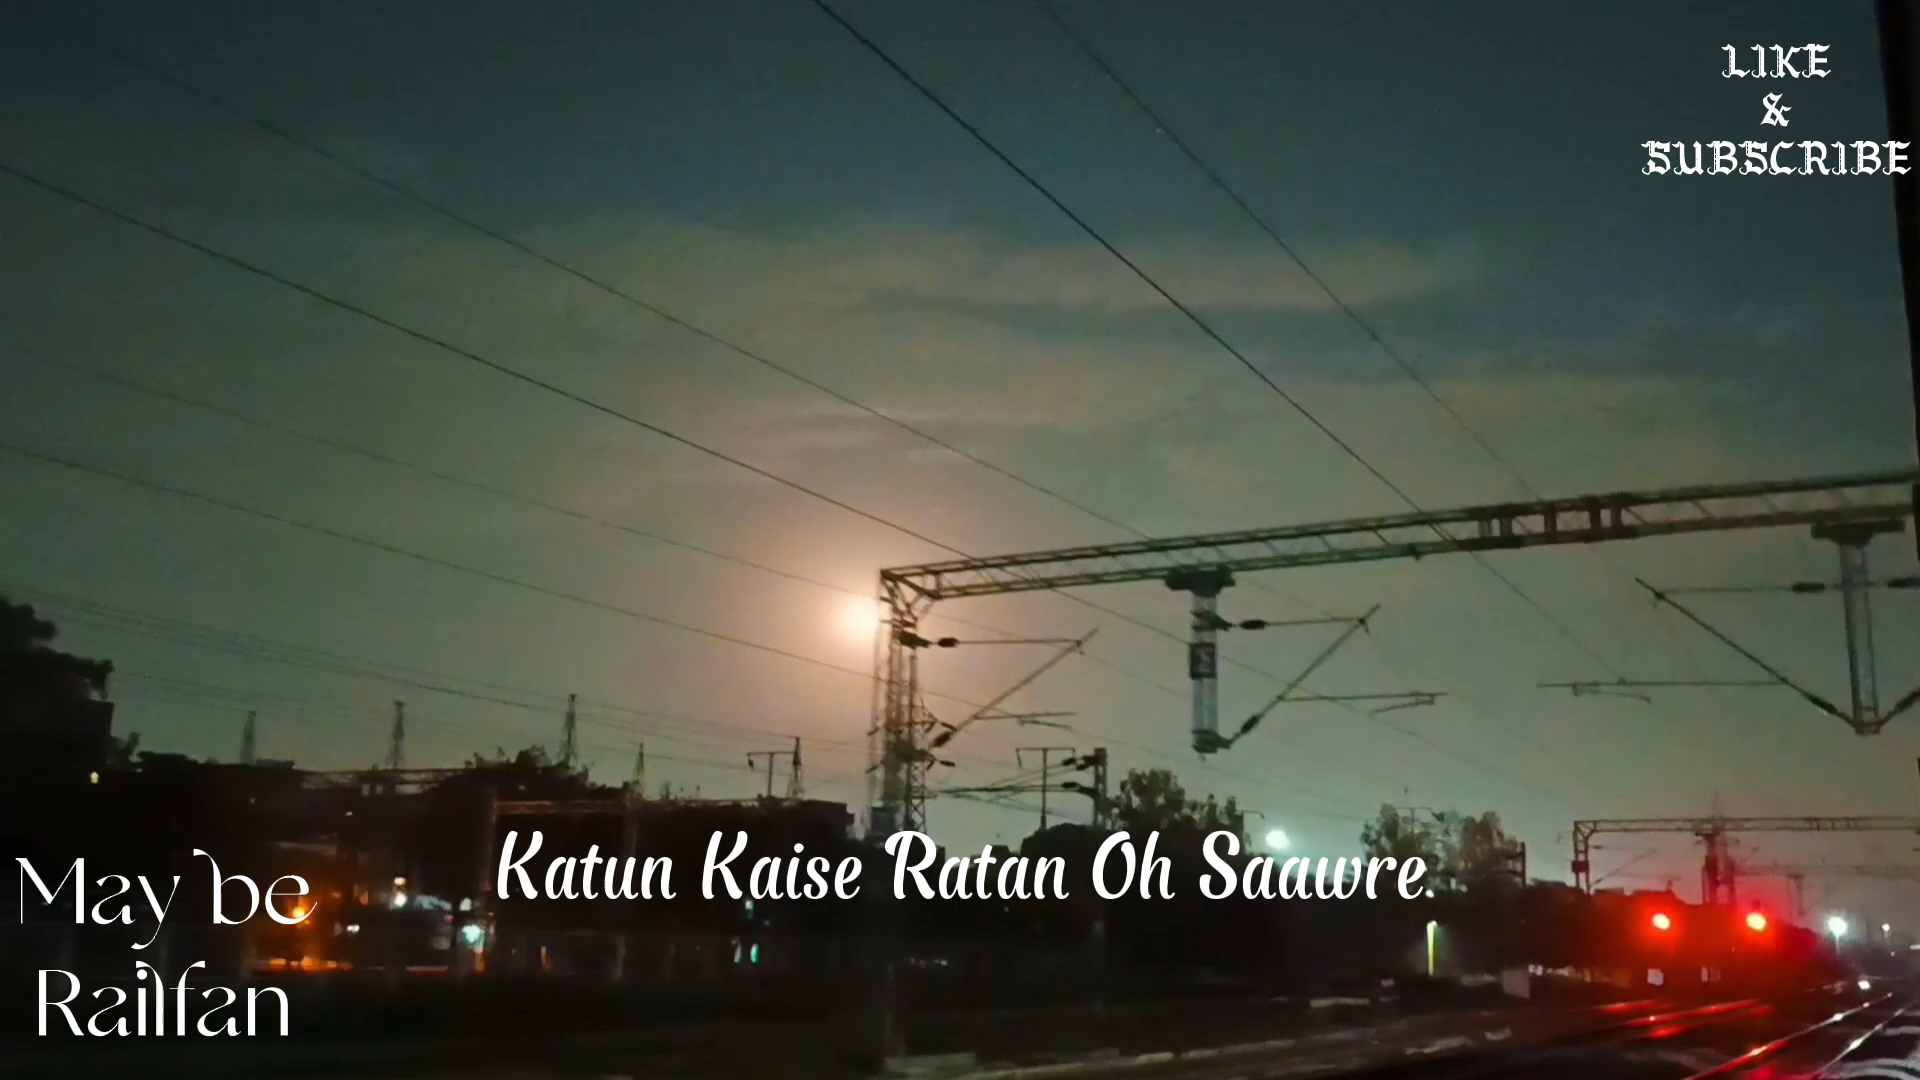 LIKE
&
SUBSCRIBE
Katun Kaise Ratan Oh Saawre
May be
Railfan